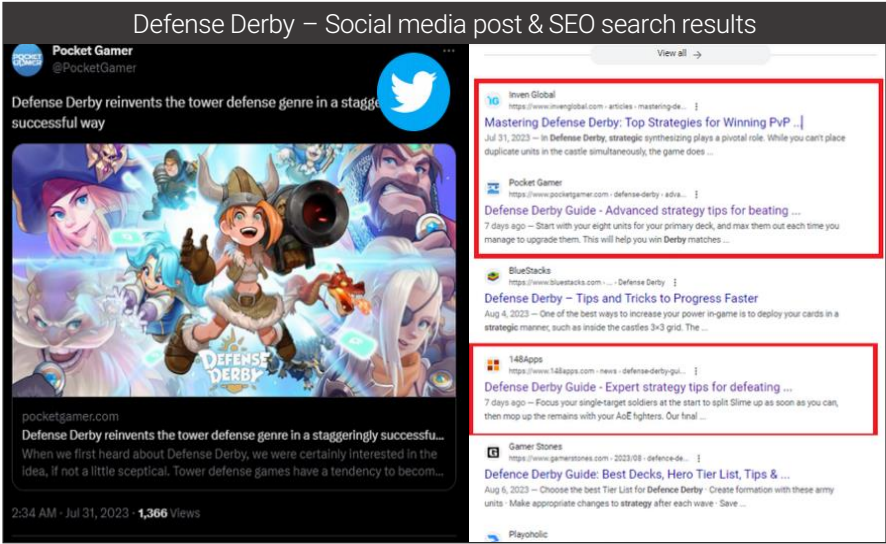 Defense Derby – Social media post & SEO search results
Pocket Gamer
@PocketGamer
Defense Derby reinvents the tower defense genre in a stagge
successful way
DEFENSE
DERBY
pocketgamer.com
Defense Derby reinvents the tower defense genre in a staggeringly successfu...
When we first heard about Defense Derby, we were certainly interested in the
idea, if not a little sceptical. Tower defense games have a tendency to becom...
2:34 AM · Jul 31, 2023 · 1,366 Views
View all →
Inven Global
https://www.invenglobal.com › articles › mastering-de...
Mastering Defense Derby: Top Strategies for Winning PvP ...
Jul 31, 2023 — In Defense Derby, strategic synthesizing plays a pivotal role. While you can't place
duplicate units in the castle simultaneously, the game does ...
Pocket Gamer
https://www.pocketgamer.com › defense-derby › adva...
Defense Derby Guide - Advanced strategy tips for beating ...
7 days ago — Start with your eight units for your primary deck, and max them out each time you
manage to upgrade them. This will help you win Derby matches ...
BlueStacks
https://www.bluestacks.com › ... › Defense Derby
Defense Derby – Tips and Tricks to Progress Faster
Aug 4, 2023 — One of the best ways to increase your power in-game is to deploy your cards in a
strategic manner, such as inside the castles 3×3 grid. The ...
148Apps
https://www.148apps.com › news › defense-derby-gui...
Defense Derby Guide - Expert strategy tips for defeating ...
7 days ago — Focus your single-target soldiers at the start to split Slime up as soon as you can,
then mop up the remains with your AoE fighters. Our final ...
Gamer Stones
https://www.gamerstones.com › 2023/08 › defence-de...
Defence Derby Guide: Best Decks, Hero Tier List, Tips & ...
Aug 6, 2023 — Choose the best Tier List for Defence Derby · Create formation with these army
units · Make appropriate changes to strategy after each wave · Save ...
Playoholic